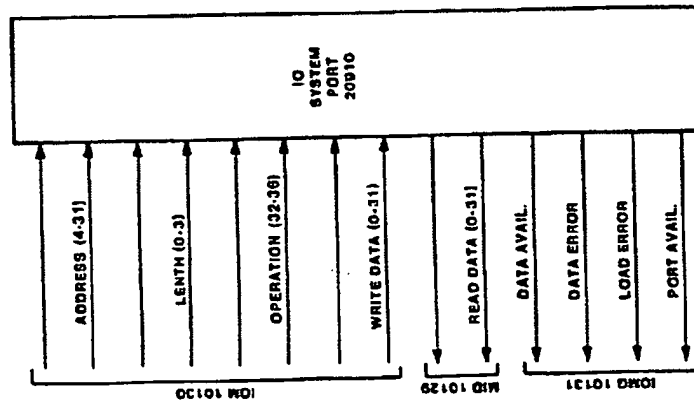 IO
SYSTEM
PORT
20910
ADDRESS (4-31)
LENTH (0-3)
OPERATION (32-36)
WRITE DATA (0-31)
READ DATA (0-31)
DATA AVAIL.
DATA ERROR
LOAD ERROR
PORT AVAIL.
IOM 10130
MID 10129
IOMC 10131